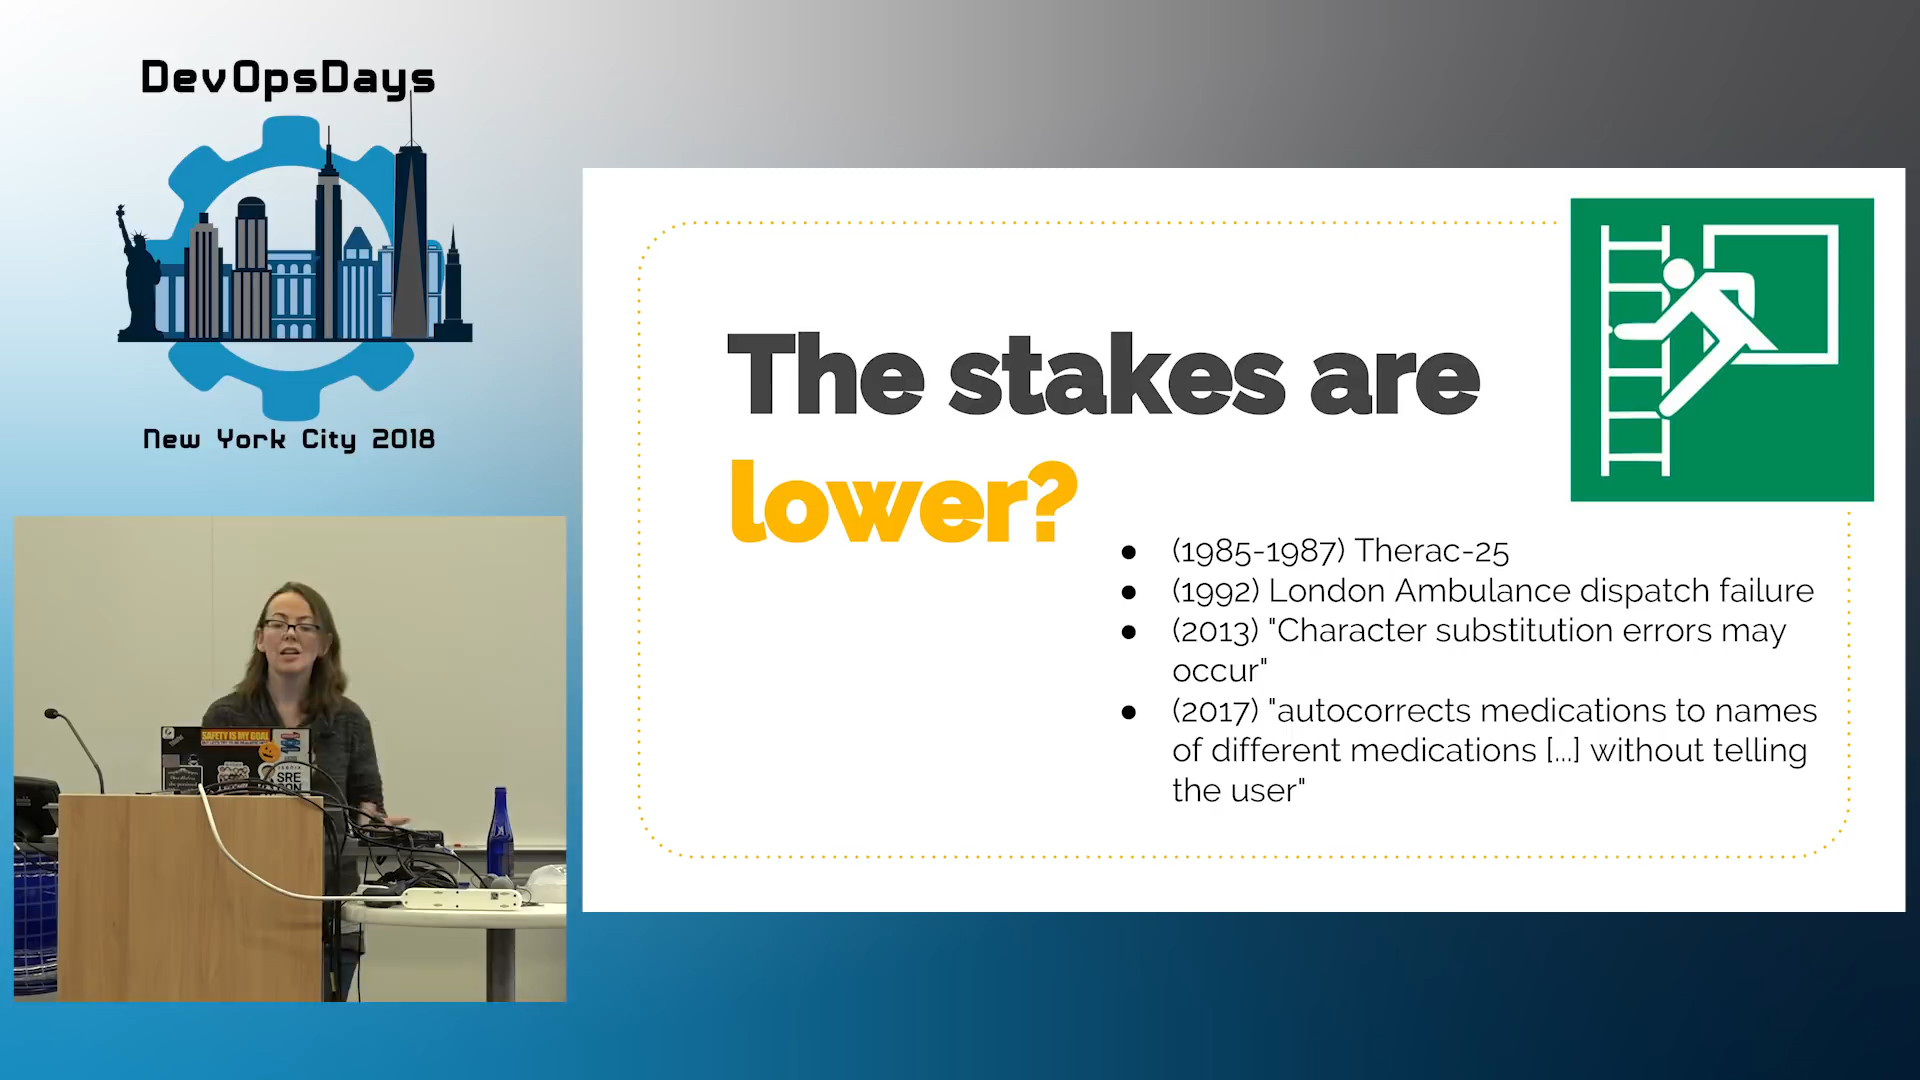 DevOpsDays
New York City 2018
The stakes are
lower?
● (1985-1987) Therac-25
● (1992) London Ambulance dispatch failure
● (2013) "Character substitution errors may
occur"
● (2017) "autocorrects medications to names
of different medications [...] without telling
the user"
SAFETY IS MY GOAL
SRE